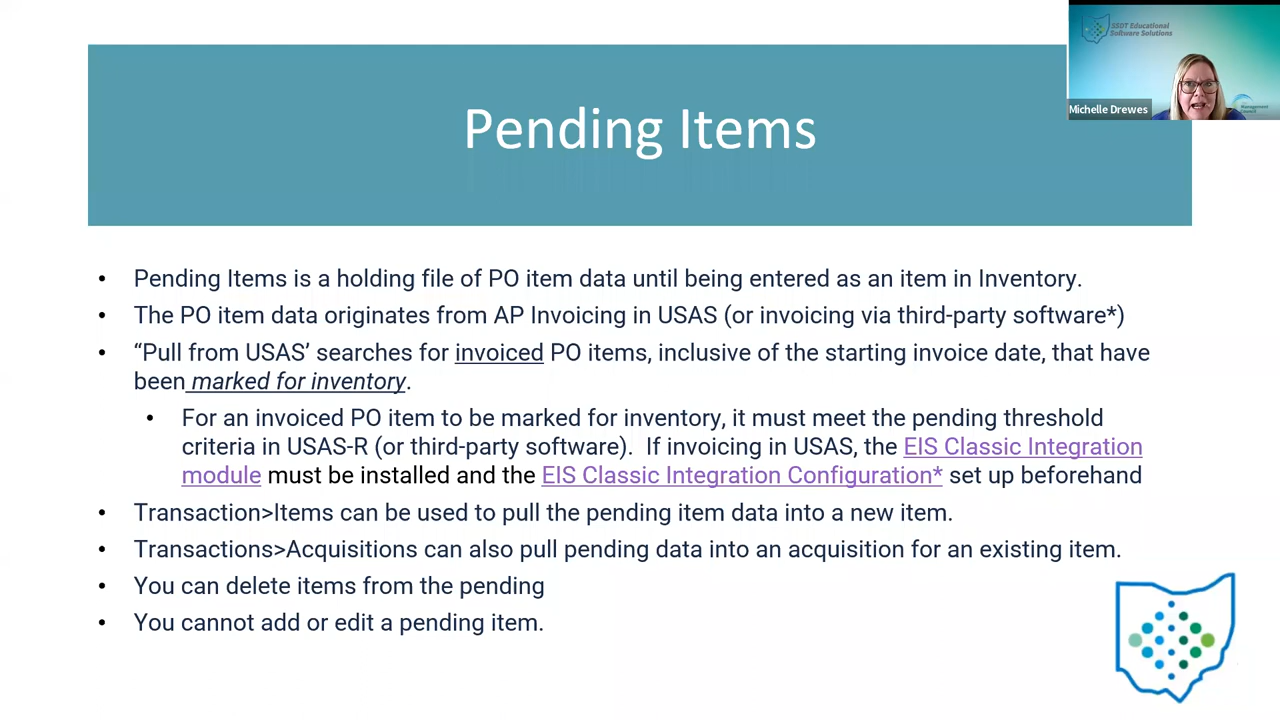 SSDT Educational
Software Solutions
Management
Council
Michelle Drewes
Pending Items
• Pending Items is a holding file of PO item data until being entered as an item in Inventory.
• The PO item data originates from AP Invoicing in USAS (or invoicing via third-party software*)
• “Pull from USAS’ searches for invoiced PO items, inclusive of the starting invoice date, that have
been marked for inventory.
• For an invoiced PO item to be marked for inventory, it must meet the pending threshold
criteria in USAS-R (or third-party software). If invoicing in USAS, the EIS Classic Integration
module must be installed and the EIS Classic Integration Configuration* set up beforehand
• Transaction>Items can be used to pull the pending item data into a new item.
• Transactions>Acquisitions can also pull pending data into an acquisition for an existing item.
• You can delete items from the pending
• You cannot add or edit a pending item.